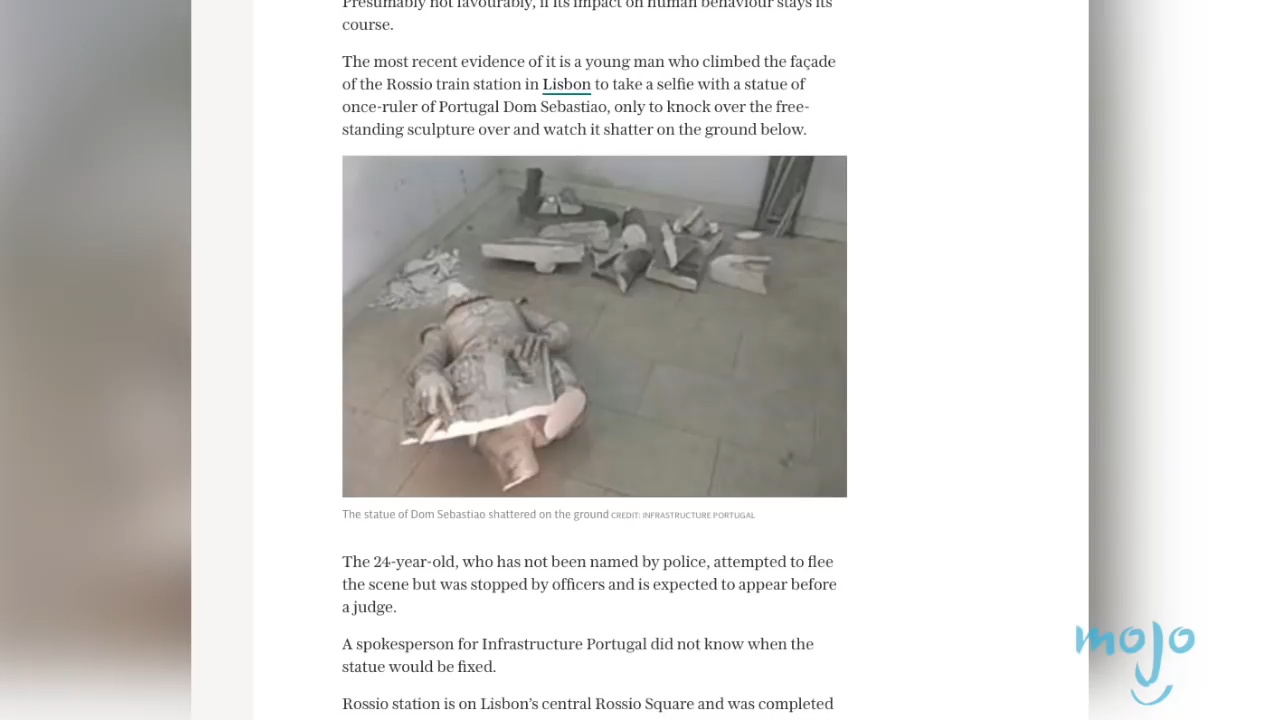 Presumably not favourably, if its impact on human behaviour stays its
course.
The most recent evidence of it is a young man who climbed the façade
of the Rossio train station in Lisbon to take a selfie with a statue of
once-ruler of Portugal Dom Sebastiao, only to knock over the free-
standing sculpture over and watch it shatter on the ground below.
The statue of Dom Sebastiao shattered on the ground CREDIT: INFRASTRUCTURE PORTUGAL
The 24-year-old, who has not been named by police, attempted to flee
the scene but was stopped by officers and is expected to appear before
a judge.
A spokesperson for Infrastructure Portugal did not know when the
statue would be fixed.
Rossio station is on Lisbon's central Rossio Square and was completed
mojo